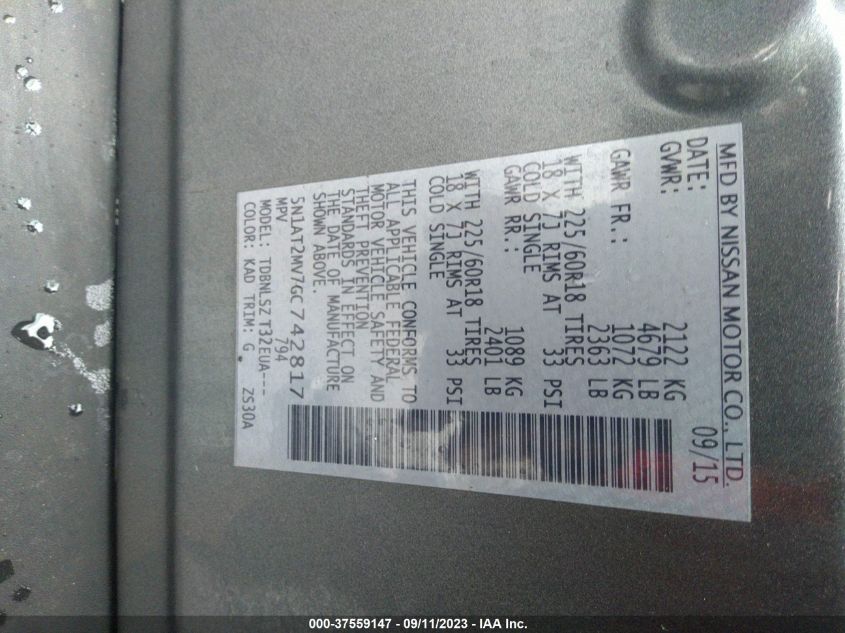 MFD BY NISSAN MOTOR CO., LTD.
DATE: 09/15
GVWR: 2122 KG
4679 LB
GAWR FR.: 1072 KG
2363 LB
WITH 225/60R18 TIRES
18 X 7J RIMS AT 33 PSI
COLD SINGLE
GAWR RR.: 1089 KG
2401 LB
WITH 225/60R18 TIRES
18 X 7J RIMS AT 33 PSI
COLD SINGLE
THIS VEHICLE CONFORMS TO
ALL APPLICABLE FEDERAL
MOTOR VEHICLE SAFETY AND
THEFT PREVENTION
STANDARDS IN EFFECT ON
THE DATE OF MANUFACTURE
SHOWN ABOVE.
5N1AT2MV7GC742817
MPV 794
MODEL: TDBNLSZ T32EUA---
COLOR: KAD TRIM: G ZS30A
000-37559147 - 09/11/2023 - IAA Inc.